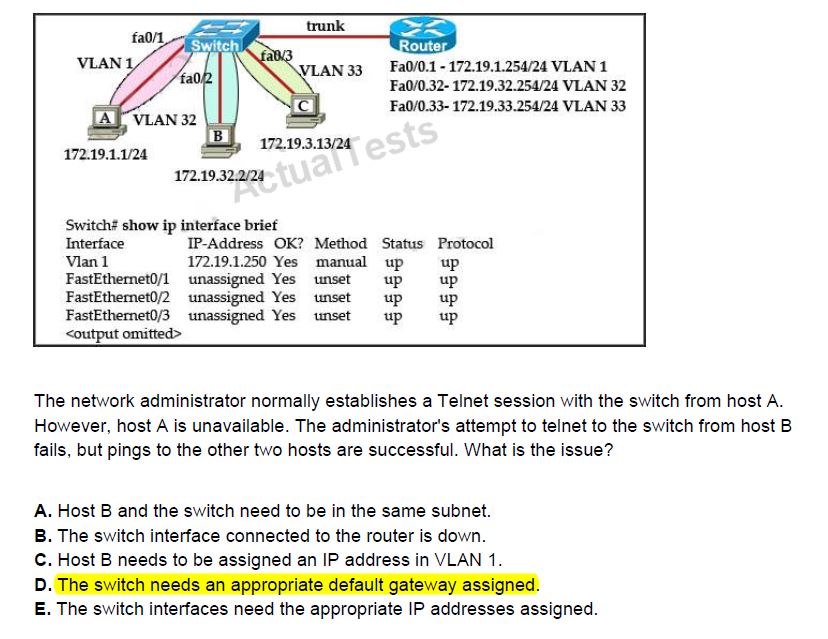 trunk
fa0/1
Switch
Router
VLAN 1
fa0/3
VLAN 33
fa0/2
Fa0/0.1 - 172.19.1.254/24 VLAN 1
Fa0/0.32- 172.19.32.254/24 VLAN 32
Fa0/0.33- 172.19.33.254/24 VLAN 33
A
VLAN 32
B
C
172.19.1.1/24
172.19.3.13/24
172.19.32.2/24
ActualTests
Switch# show ip interface brief
Interface IP-Address OK? Method Status Protocol
Vlan 1 172.19.1.250 Yes manual up up
FastEthernet0/1 unassigned Yes unset up up
FastEthernet0/2 unassigned Yes unset up up
FastEthernet0/3 unassigned Yes unset up up
<output omitted>
The network administrator normally establishes a Telnet session with the switch from host A.
However, host A is unavailable. The administrator's attempt to telnet to the switch from host B
fails, but pings to the other two hosts are successful. What is the issue?
A. Host B and the switch need to be in the same subnet.
B. The switch interface connected to the router is down.
C. Host B needs to be assigned an IP address in VLAN 1.
D. The switch needs an appropriate default gateway assigned.
E. The switch interfaces need the appropriate IP addresses assigned.